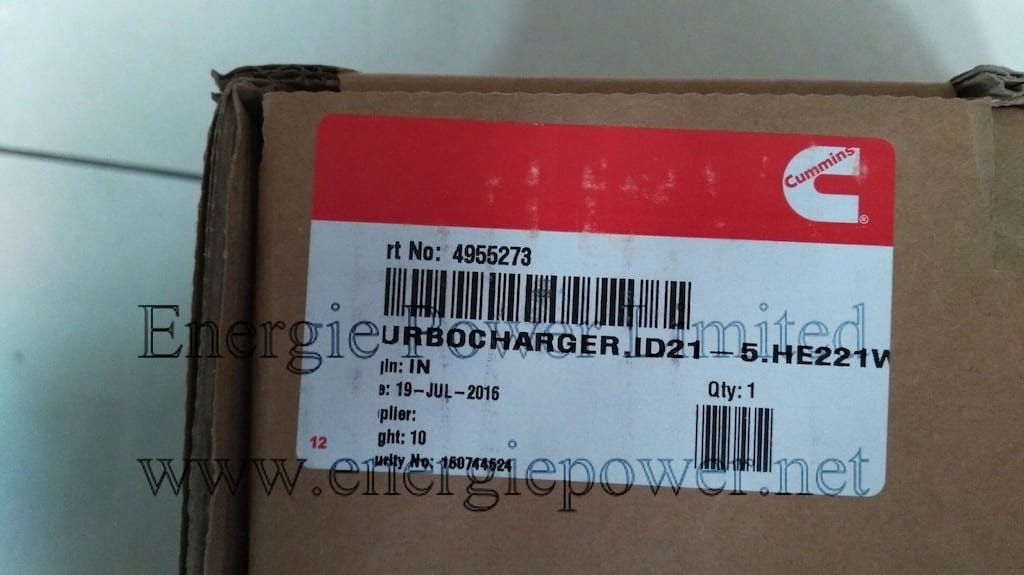 Cummins
®
rt No: 4955273
Energie Power Limited
URBOCHARGER,ID21-5.HE221W
gin: IN
e: 19-JUL-2016
Qty: 1
plier:
ght: 10
12
urity No: 160744524
www.energiepower.net